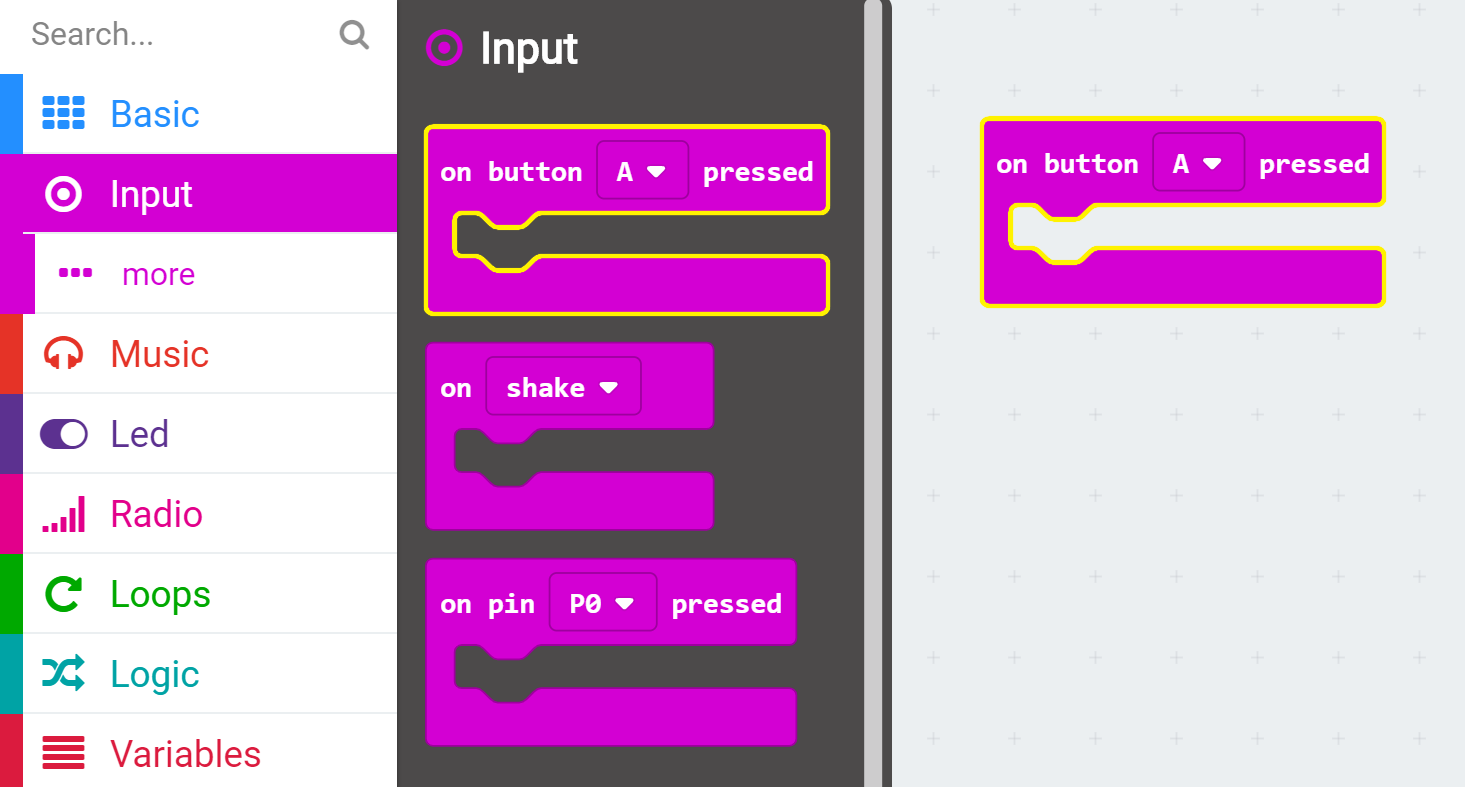 Search...
Basic
Input
more
Music
Led
Radio
Loops
Logic
Variables
Input
on button A pressed
on shake
on pin P0 pressed
on button A pressed